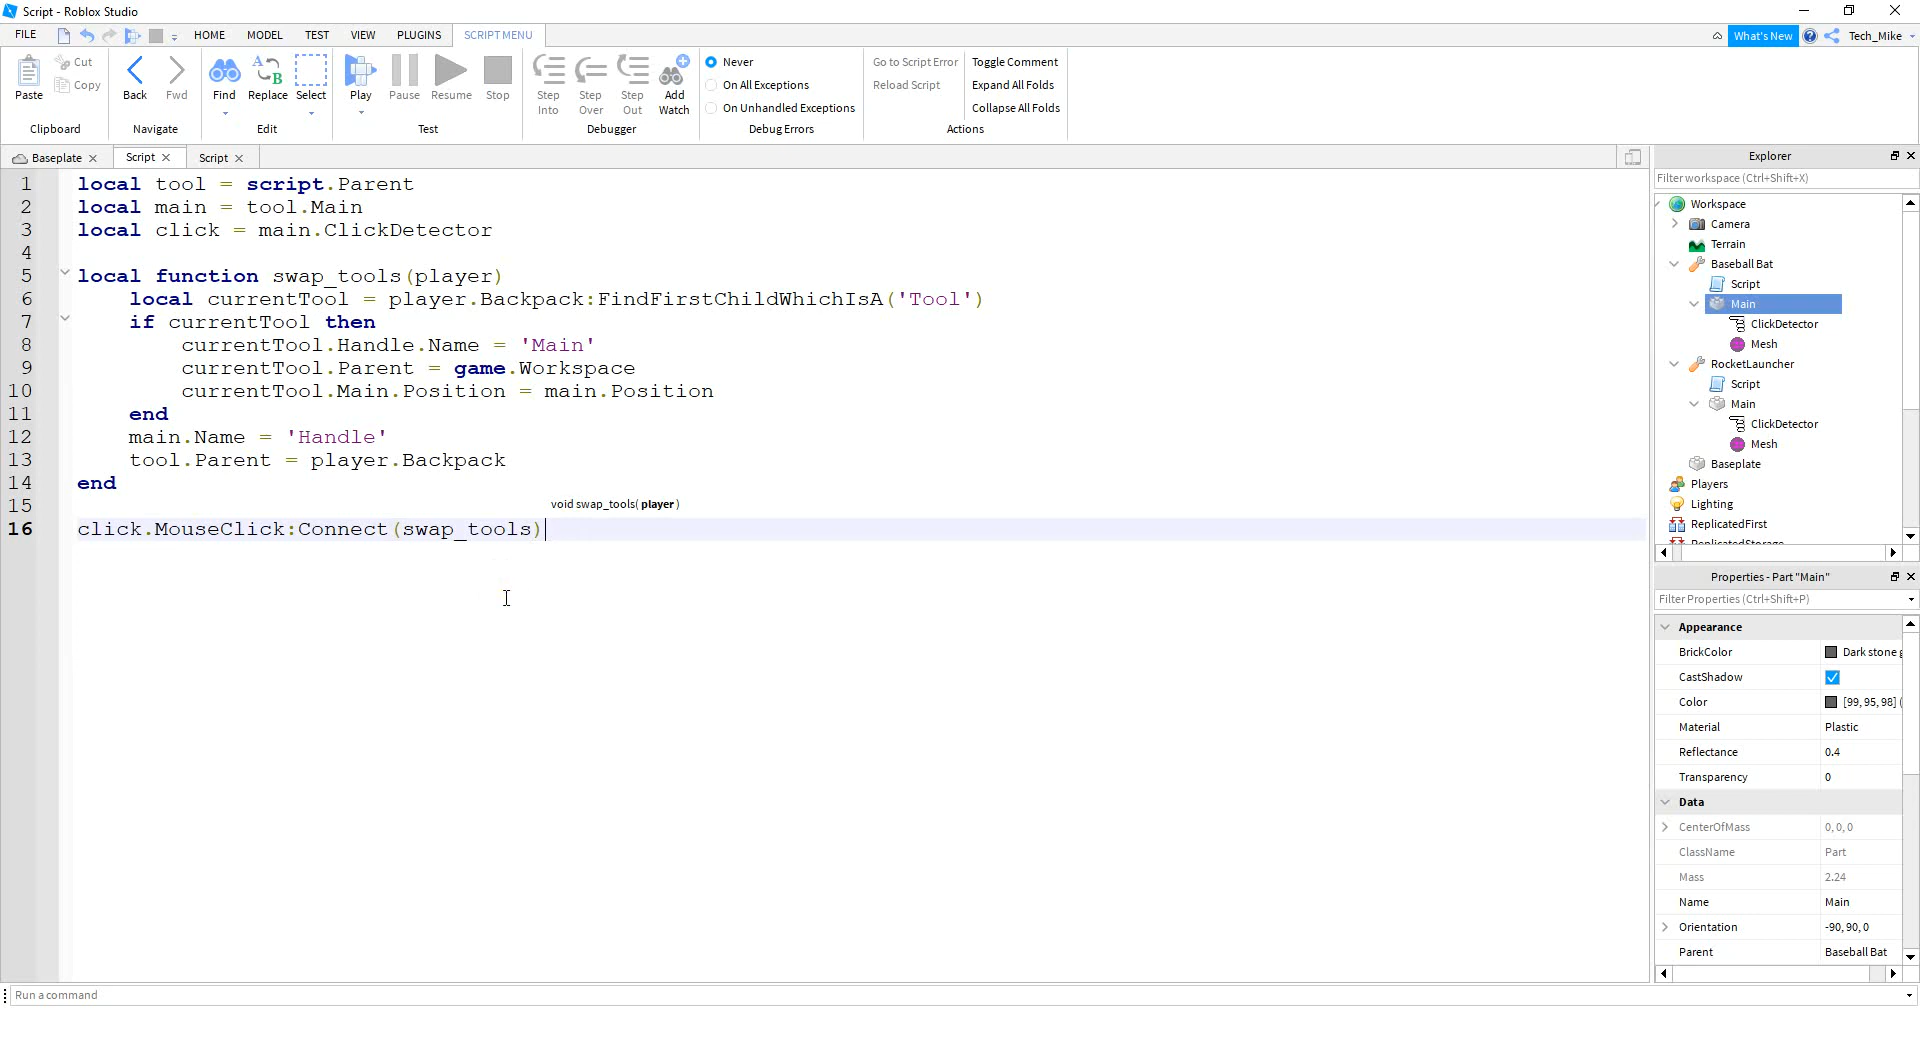 Script - Roblox Studio
FILE HOME MODEL TEST VIEW PLUGINS SCRIPT MENU What's New Tech_Mike
Paste Cut Copy
Clipboard
Back Fwd
Navigate
Find Replace Select
Edit
Play Pause Resume Stop
Test
Step Into Step Over Step Out Add Watch
Debugger
Never
On All Exceptions
On Unhandled Exceptions
Debug Errors
Go to Script Error
Reload Script
Toggle Comment
Expand All Folds
Collapse All Folds
Actions
Baseplate Script Script
1 local tool = script.Parent
2 local main = tool.Main
3 local click = main.ClickDetector
4
5 local function swap_tools(player)
6 local currentTool = player.Backpack:FindFirstChildWhichIsA('Tool')
7 if currentTool then
8 currentTool.Handle.Name = 'Main'
9 currentTool.Parent = game.Workspace
10 currentTool.Main.Position = main.Position
11 end
12 main.Name = 'Handle'
13 tool.Parent = player.Backpack
14 end
15
void swap_tools( player )
16 click.MouseClick:Connect(swap_tools)
Explorer
Filter workspace (Ctrl+Shift+X)
Workspace
Camera
Terrain
Baseball Bat
Script
Main
ClickDetector
Mesh
RocketLauncher
Script
Main
ClickDetector
Mesh
Baseplate
Players
Lighting
ReplicatedFirst
ReplicatedStorage
Properties - Part "Main"
Filter Properties (Ctrl+Shift+P)
Appearance
BrickColor Dark stone g
CastShadow
Color [99, 95, 98] (
Material Plastic
Reflectance 0.4
Transparency 0
Data
CenterOfMass 0, 0, 0
ClassName Part
Mass 2.24
Name Main
Orientation -90, 90, 0
Parent Baseball Bat
Run a command